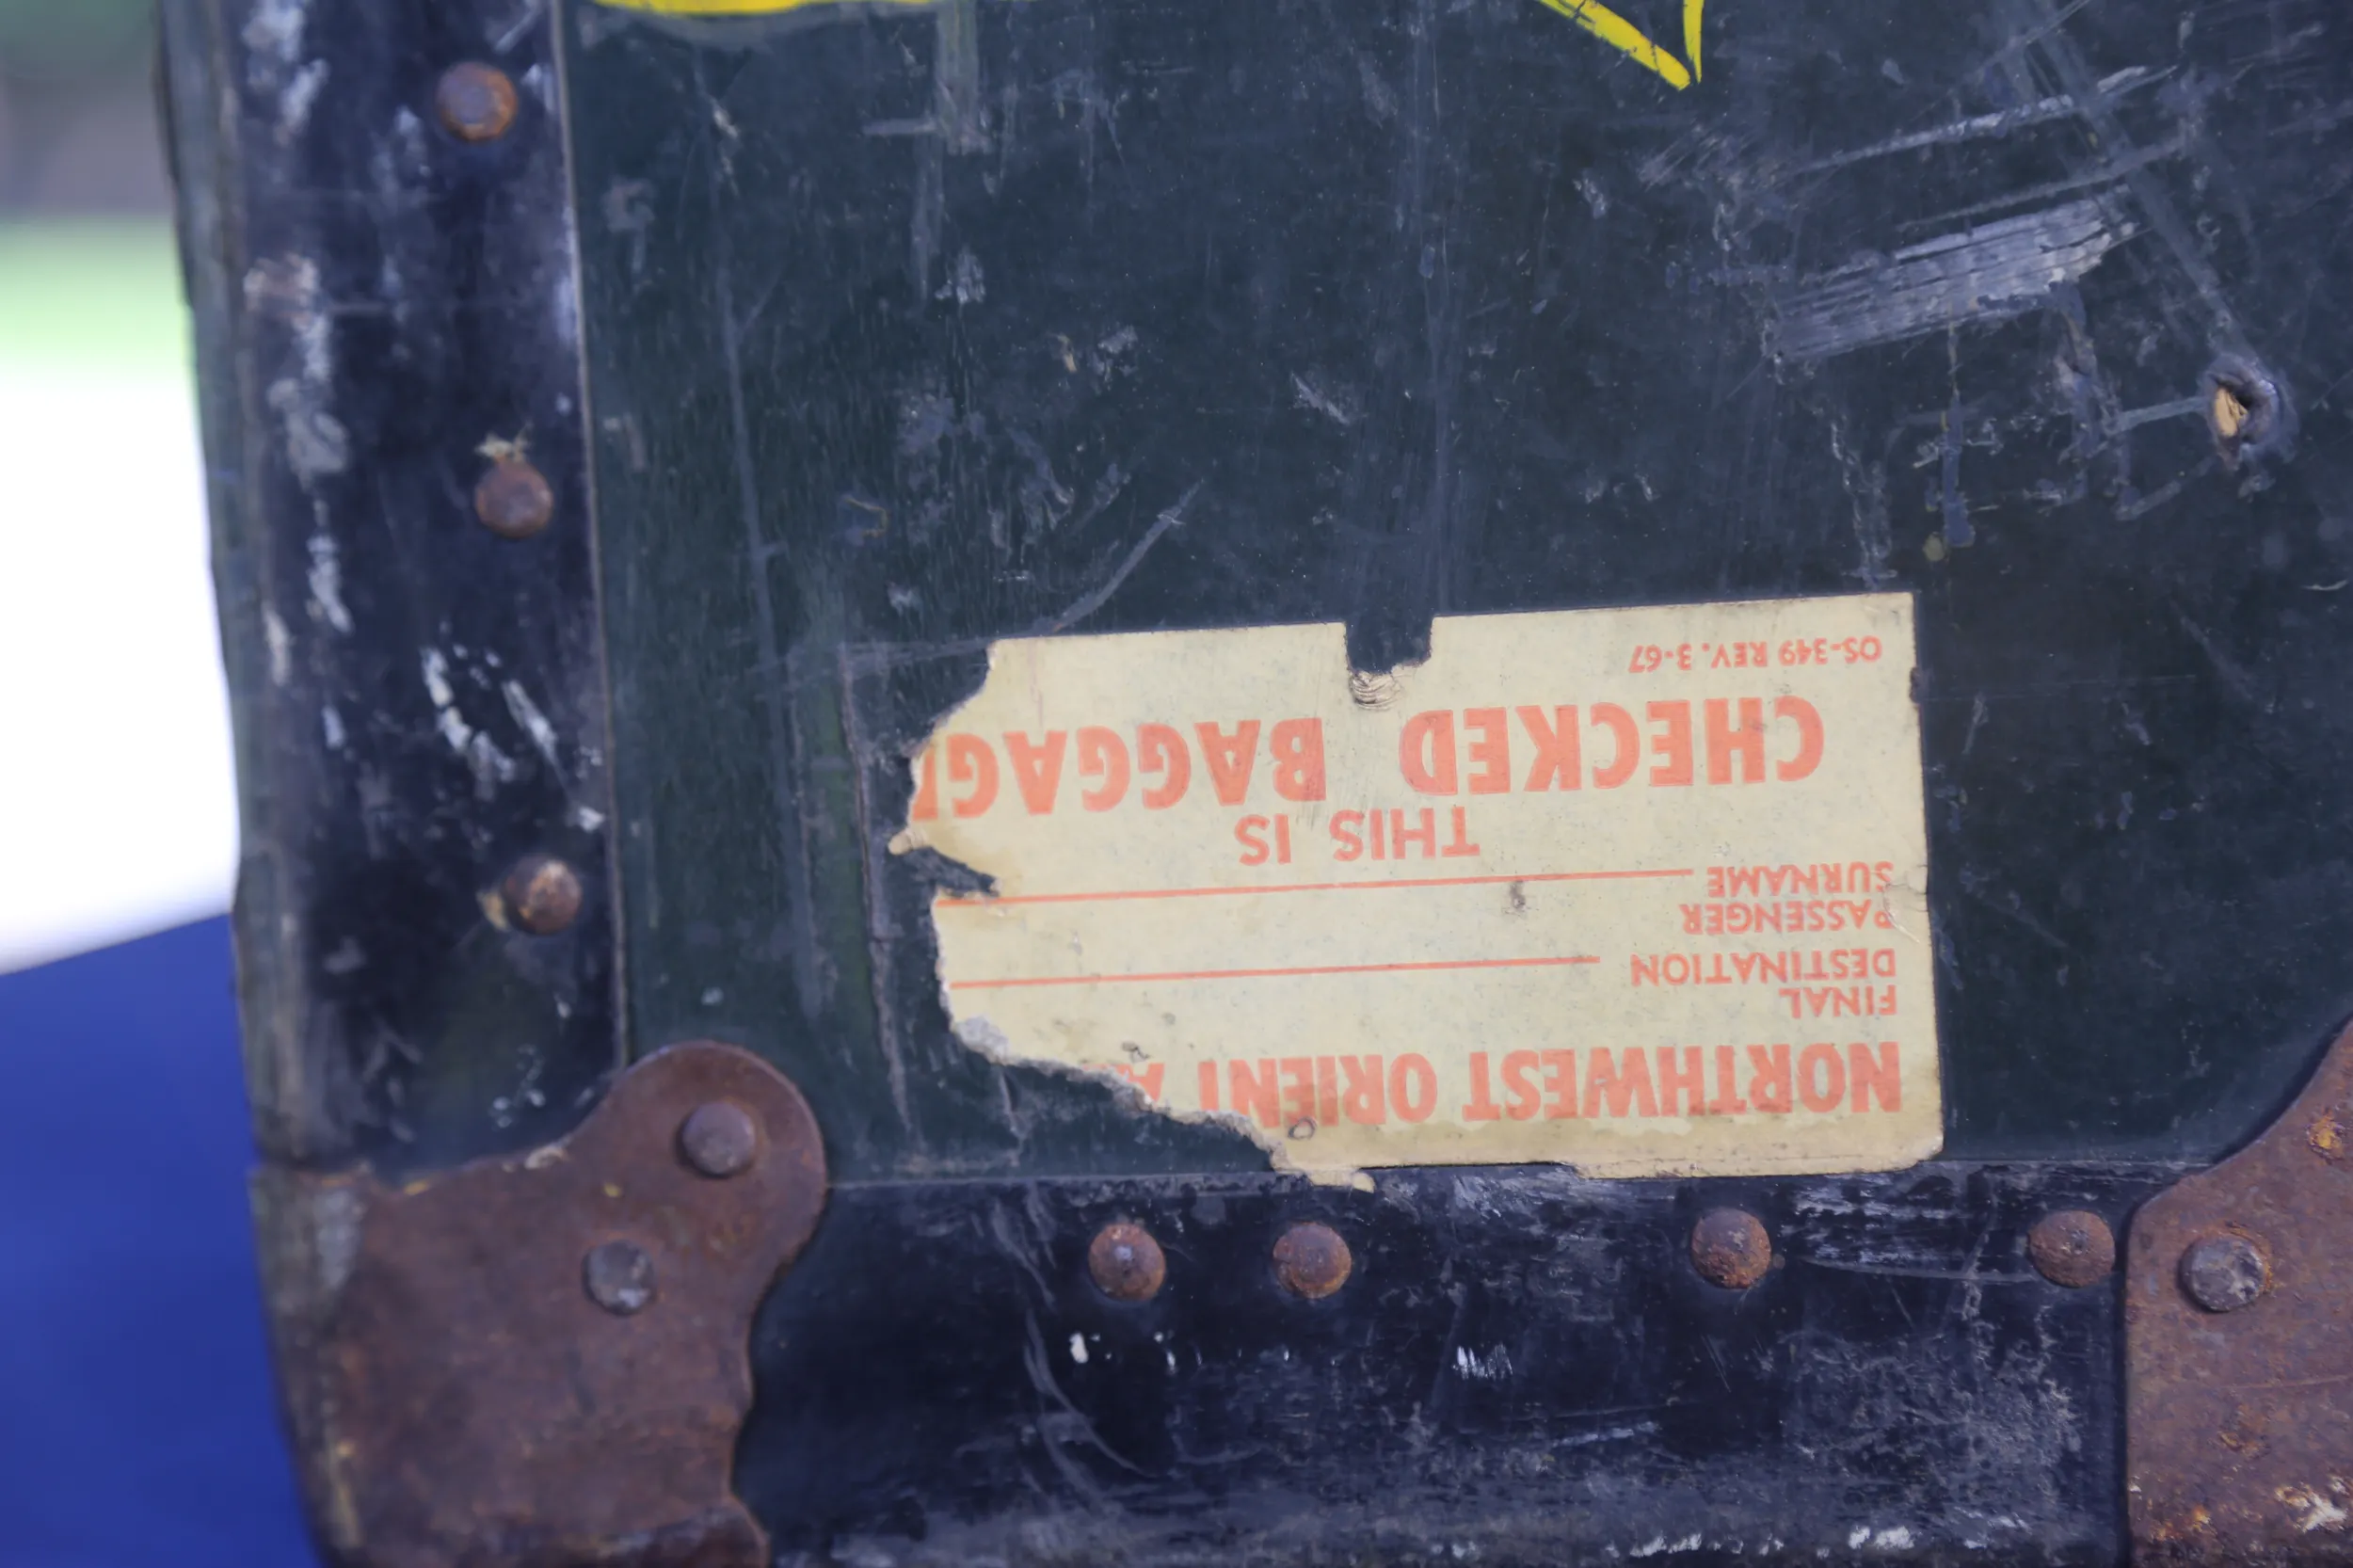 NORTHWEST ORIENT A
FINAL
DESTINATION
PASSENGER
SURNAME
THIS IS
CHECKED BAGGAG
OS-349 REV. 3-67